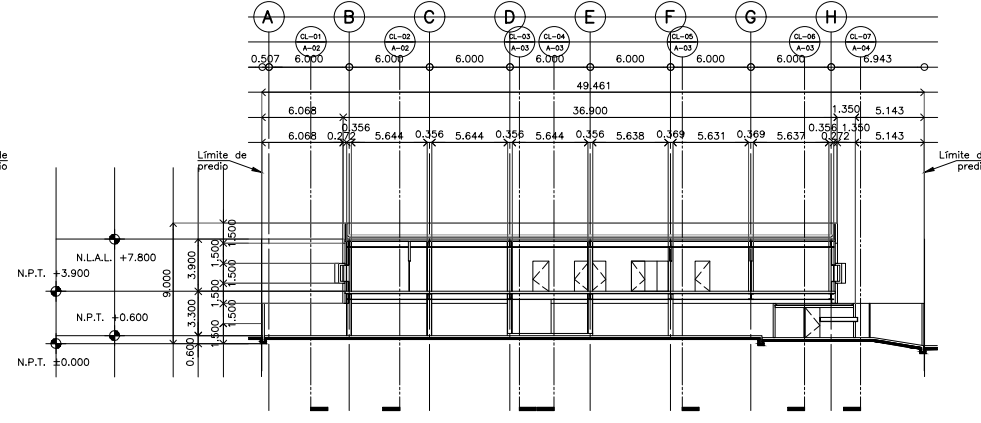 A B C D E F G H
CL-01 CL-02 CL-03 CL-04 CL-05 CL-06 CL-07
A-02 A-02 A-03 A-03 A-03 A-03 A-04
0.507 6.000 6.000 6.000 6.000 6.000 6.000 6.000 6.943
49.461
6.068 36.900 1.350 5.143
0.356 0.356 1.350
6.068 0.272 5.644 0.356 5.644 0.356 5.644 0.356 5.638 0.369 5.631 0.369 5.637 0.272 5.143
Límite de
predio
Límite d
predi
de
io
1.500
N.L.A.L. +7.800
1.500
N.P.T. +3.900
3.900
1.500
9.000
1.500
N.P.T. +0.600
3.300
1.500
1.500
0.600
N.P.T. ±0.000